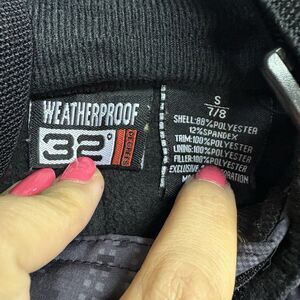 WEATHERPROOF
32°
S
7/8
SHELL:88%POLYESTER
12%SPANDEX
TRIM:100%POLYESTER
LINING:100%POLYESTER
FILLER:100%POLYESTER
EXCLUSIVE